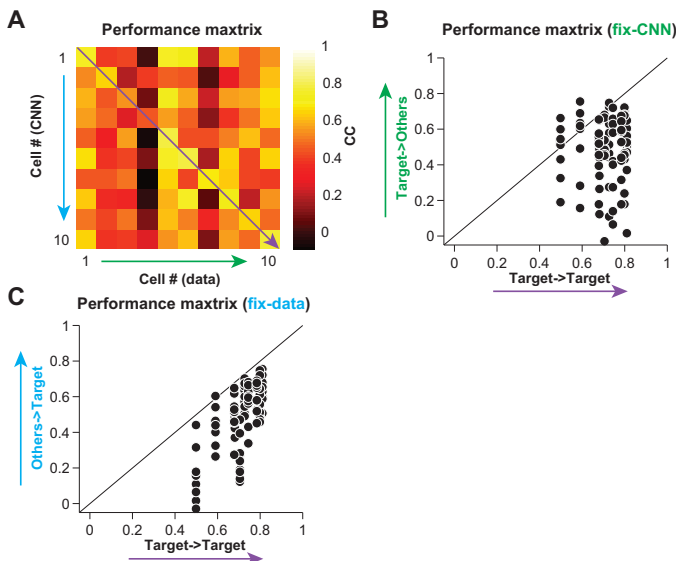 A
Performance maxtrix
1
Cell # (CNN)
10
1
10
Cell # (data)
1
0.8
0.6
0.4
0.2
0
CC
B
Performance maxtrix (fix-CNN)
Target->Others
1
0.8
0.6
0.4
0.2
0
0
0.2
0.4
0.6
0.8
1
Target->Target
C
Performance maxtrix (fix-data)
Others->Target
1
0.8
0.6
0.4
0.2
0
0
0.2
0.4
0.6
0.8
1
Target->Target